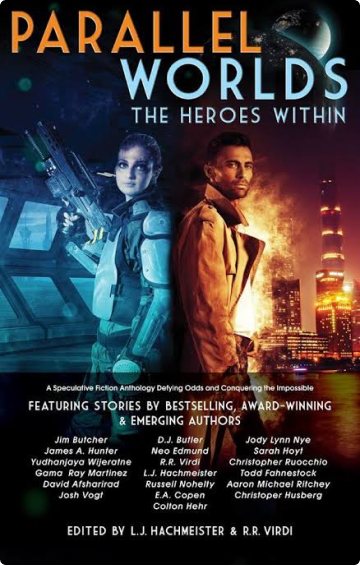 PARALLEL
WORLDS
THE HEROES WITHIN
A Speculative Fiction Anthology Defying Odds and Conquering the Impossible
FEATURING STORIES BY BESTSELLING, AWARD-WINNING
& EMERGING AUTHORS
Jim Butcher
James A. Hunter
Yudhanjaya Wijeratne
Gama Ray Martinez
David Afsharirad
Josh Vogt
D.J. Butler
Neo Edmund
R.R. Virdi
L.J. Hachmeister
Russell Nohelty
E.A. Copen
Colton Hehr
Jody Lynn Nye
Sarah Hoyt
Christopher Ruocchio
Todd Fahnestock
Aaron Michael Ritchey
Christoper Husberg
EDITED BY L.J. HACHMEISTER & R.R. VIRDI